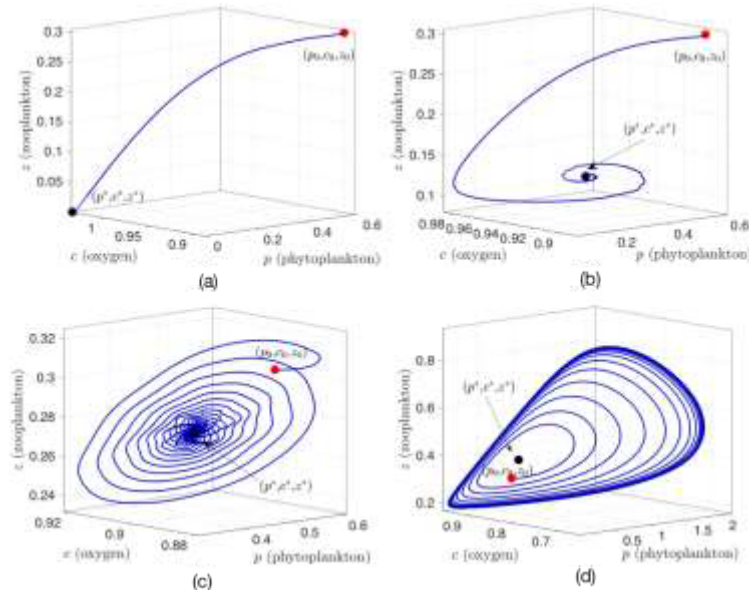 0.3
0.25
0.2
0.15
0.1
0.05
z (zooplankton)
(p₀,c₀,z₀)
(p*,c*,z*)
1
0.95
0.9
c (oxygen)
0
0.2
0.4
0.6
p (phytoplankton)
(a)
0.3
0.25
0.2
0.15
0.1
z (zooplankton)
(p₀,c₀,z₀)
(p*,c*,z*)
0.98
0.96
0.94
0.92
0.9
c (oxygen)
0.2
0.4
0.6
p (phytoplankton)
(b)
0.32
0.3
0.28
0.26
0.24
z (zooplankton)
(p₀,c₀,z₀)
(p*,c*,z*)
0.92
0.9
0.88
c (oxygen)
0.4
0.5
0.6
p (phytoplankton)
(c)
0.8
0.6
0.4
0.2
z (zooplankton)
(p*,c*,z*)
(p₀,c₀,z₀)
0.9
0.8
0.7
c (oxygen)
0.5
1
1.5
2
p (phytoplankton)
(d)